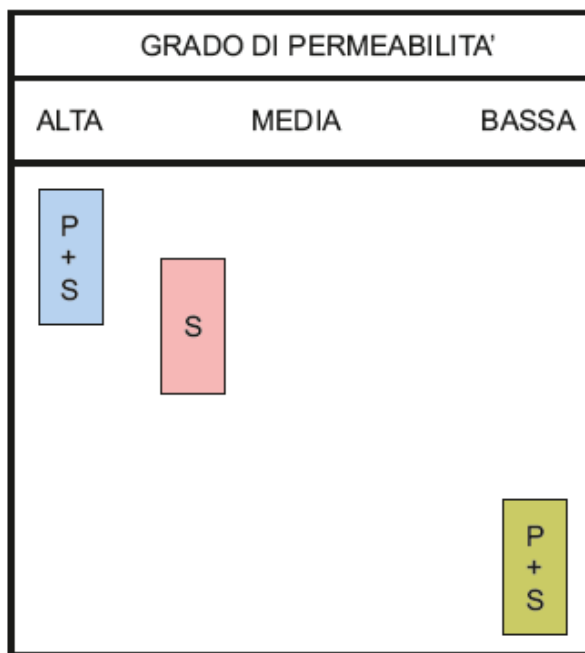 GRADO DI PERMEABILITA'
ALTA MEDIA BASSA
P
+
S
S
P
+
S